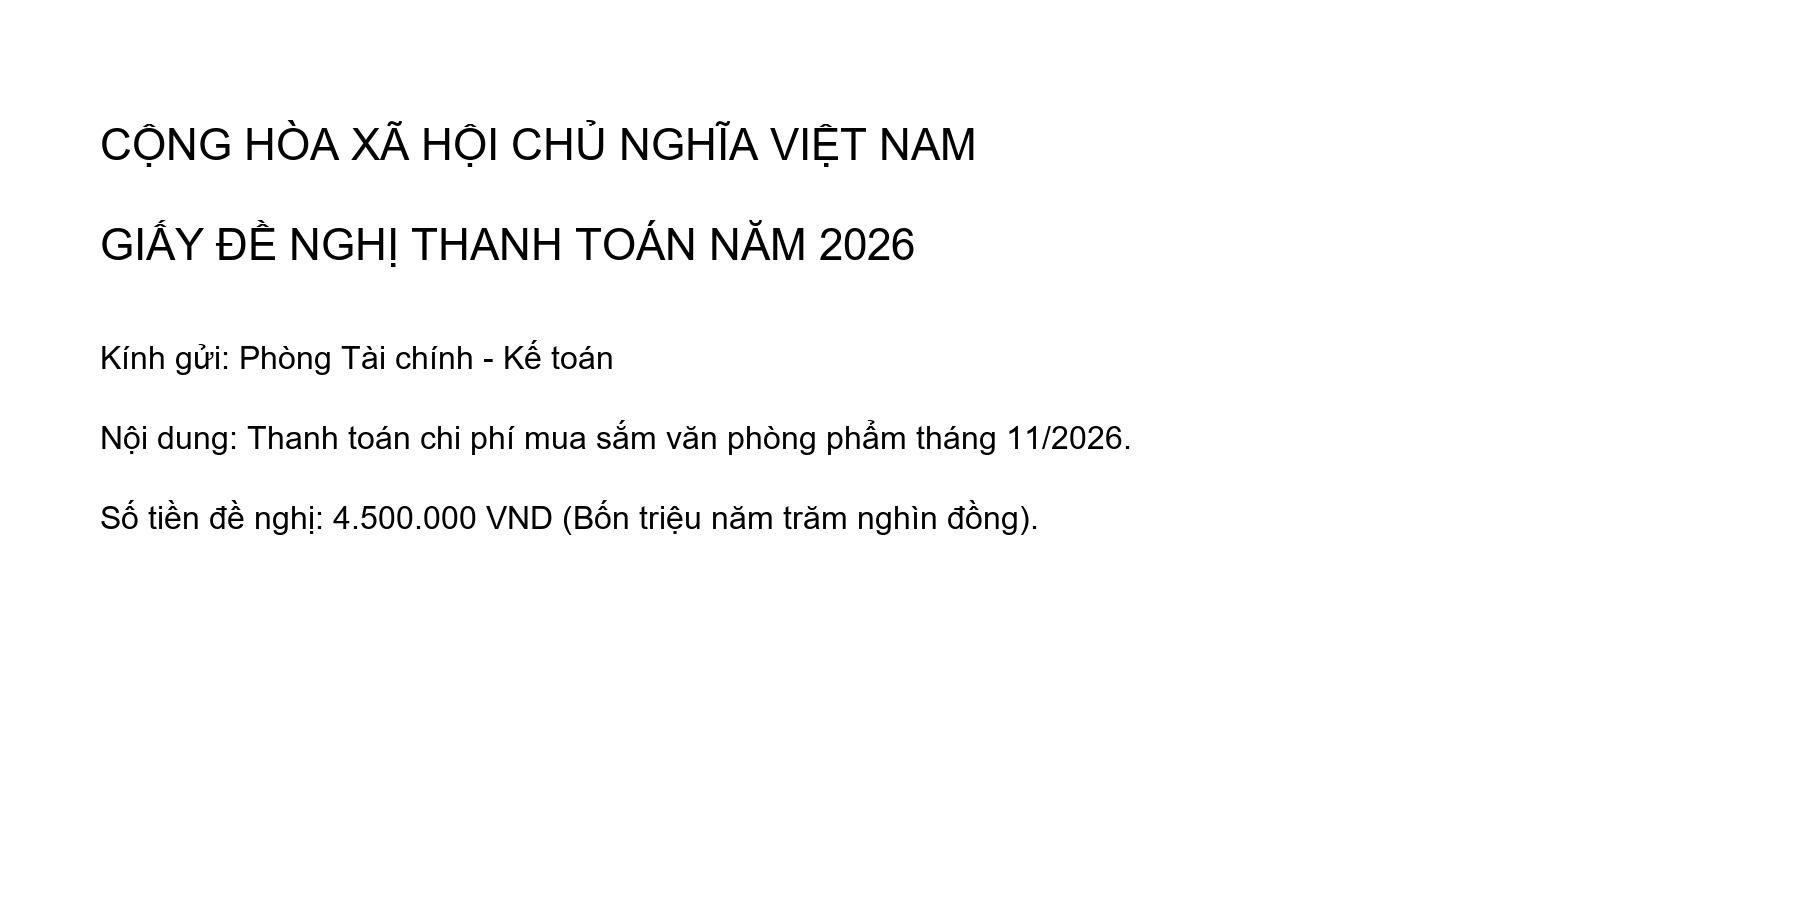 CỘNG HÒA XÃ HỘI CHỦ NGHĨA VIỆT NAM
GIẤY ĐỀ NGHỊ THANH TOÁN NĂM 2026
Kính gửi: Phòng Tài chính - Kế toán
Nội dung: Thanh toán chi phí mua sắm văn phòng phẩm tháng 11/2026.
Số tiền đề nghị: 4.500.000 VND (Bốn triệu năm trăm nghìn đồng).